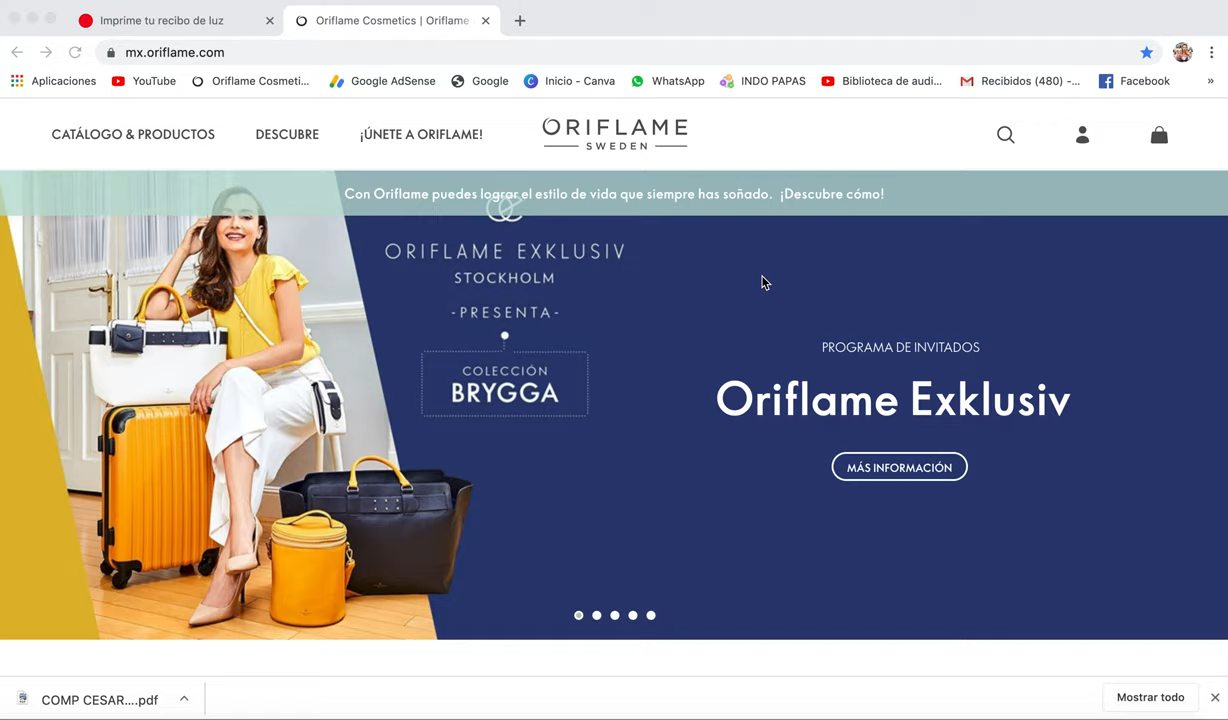 Imprime tu recibo de luz
Oriflame Cosmetics | Oriflame
mx.oriflame.com
Aplicaciones
YouTube
Oriflame Cosmeti...
Google AdSense
Google
Inicio - Canva
WhatsApp
INDO PAPAS
Biblioteca de audi...
Recibidos (480) -...
Facebook
»
CATÁLOGO & PRODUCTOS
DESCUBRE
¡ÚNETE A ORIFLAME!
ORIFLAME
SWEDEN
Con Oriflame puedes lograr el estilo de vida que siempre has soñado. ¡Descubre cómo!
ORIFLAME EXKLUSIV
STOCKHOLM
-PRESENTA-
COLECCIÓN
BRYGGA
PROGRAMA DE INVITADOS
Oriflame Exklusiv
MÁS INFORMACIÓN
COMP CESAR....pdf
Mostrar todo